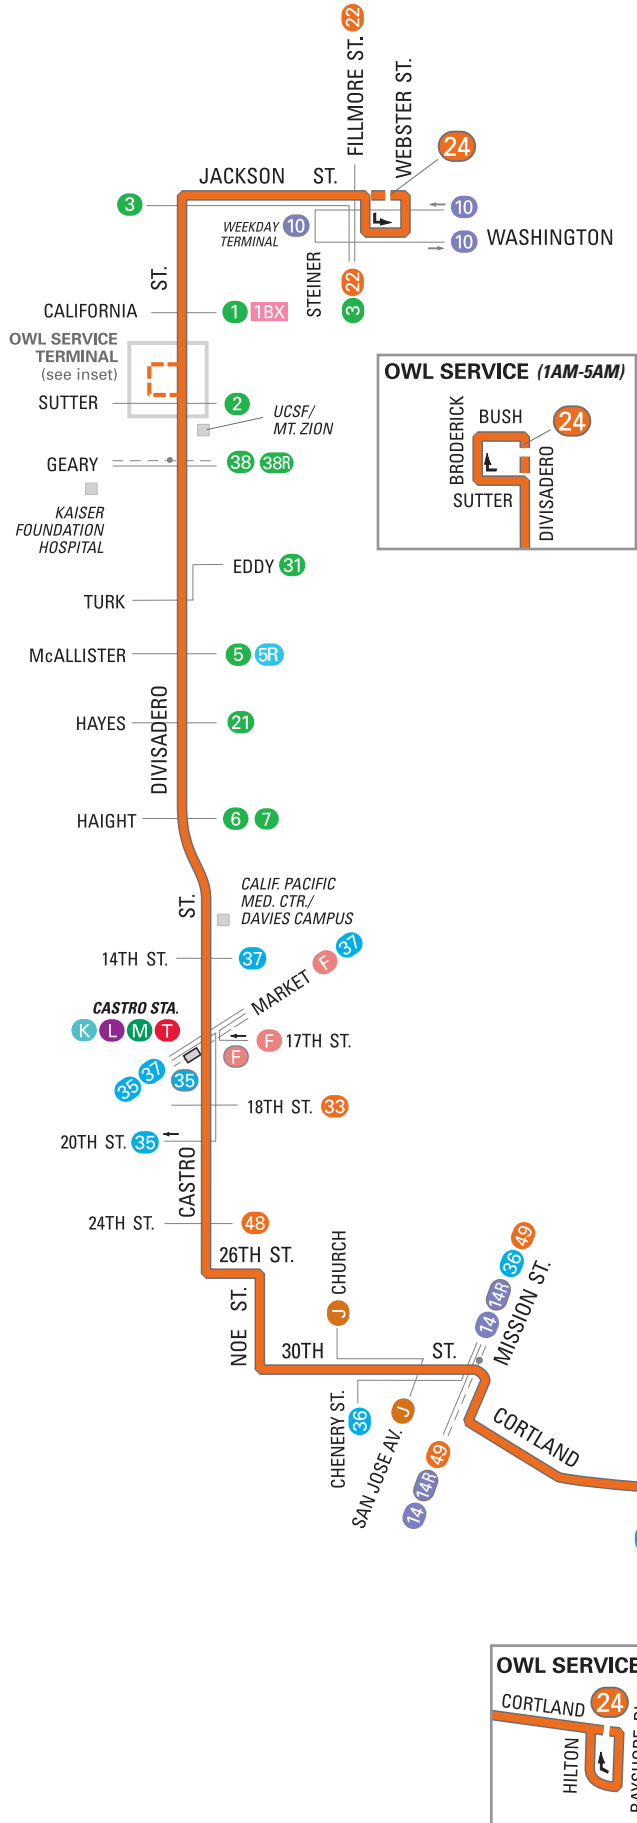 FILLMORE ST. 22
WEBSTER ST.
24
JACKSON ST.
3
10
WEEKDAY
TERMINAL
10
10 WASHINGTON
STEINER
22
3
ST.
CALIFORNIA
1 1BX
OWL SERVICE
TERMINAL
(see inset)
SUTTER
2
UCSF/
MT. ZION
GEARY
38 38R
KAISER
FOUNDATION
HOSPITAL
OWL SERVICE (1AM-5AM)
BUSH
24
BRODERICK
SUTTER
DIVISADERO
EDDY 31
TURK
McALLISTER
5 5R
DIVISADERO
HAYES
21
HAIGHT
6 7
ST.
CALIF. PACIFIC
MED. CTR./
DAVIES CAMPUS
14TH ST.
37
MARKET F 37
CASTRO STA.
K L M T
F 17TH ST.
F
35 37
35
18TH ST. 33
20TH ST. 35
CASTRO
24TH ST.
48
26TH ST.
NOE ST.
J CHURCH
30TH ST.
14 14R 36 49
MISSION ST.
CHENERY ST.
36
SAN JOSE AV. J
14 14R 49
CORTLAND
OWL SERVICE
CORTLAND 24
HILTON